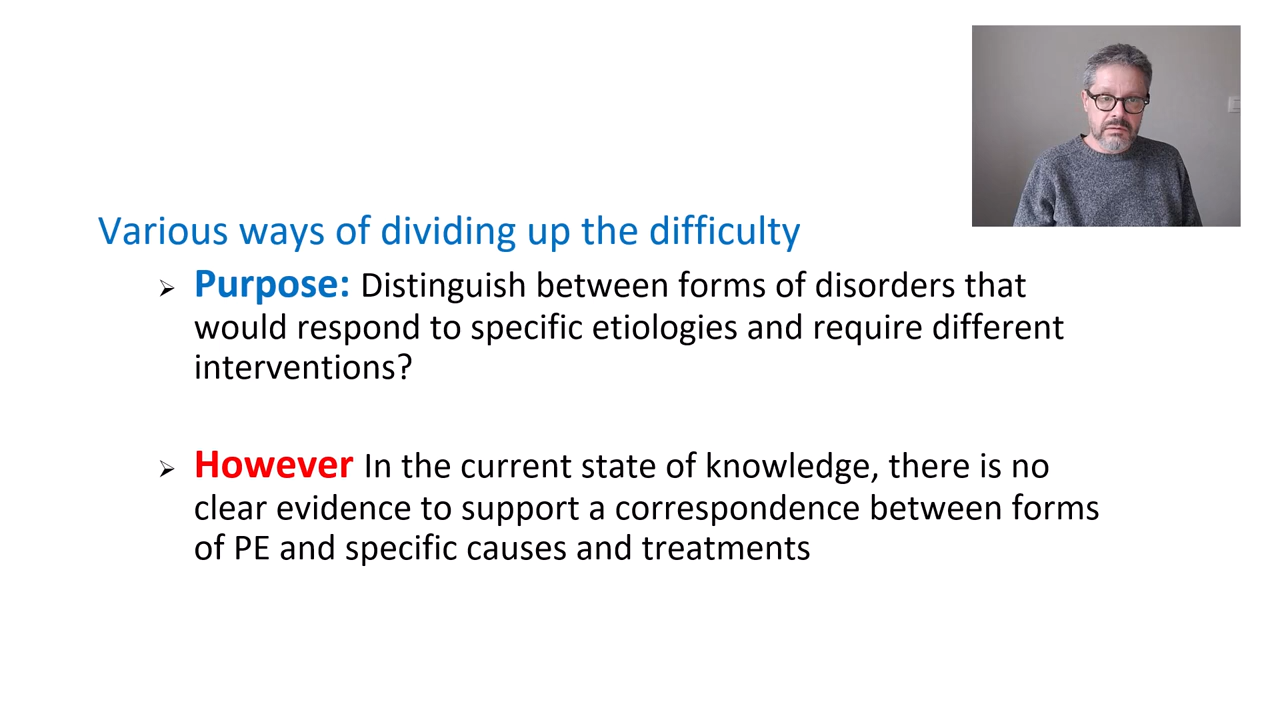 Various ways of dividing up the difficulty
➢ Purpose: Distinguish between forms of disorders that
would respond to specific etiologies and require different
interventions?
➢ However In the current state of knowledge, there is no
clear evidence to support a correspondence between forms
of PE and specific causes and treatments